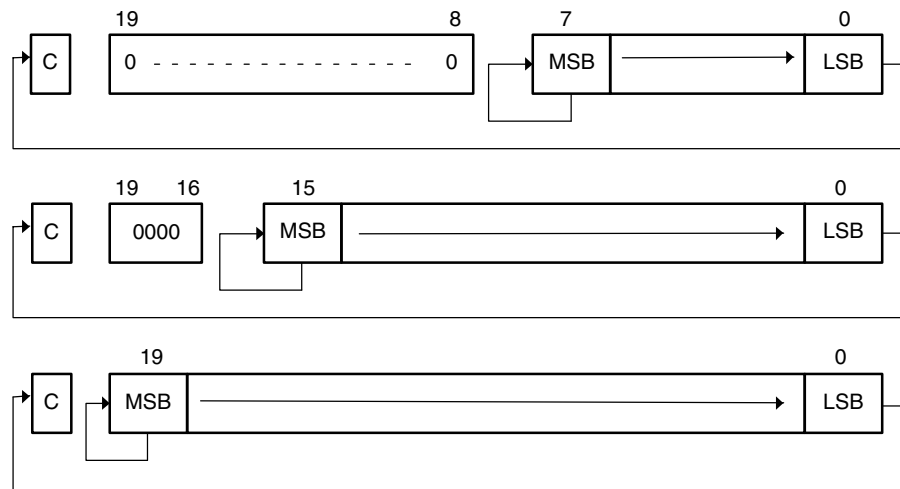 19 8 7 0
C 0 - - - - - - - - - - - - - - - 0 MSB LSB
19 16 15 0
C 0000 MSB LSB
19 0
C MSB LSB